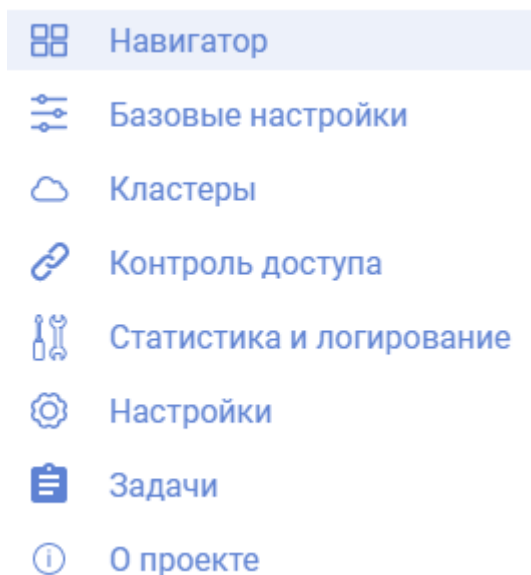 Навигатор
Базовые настройки
Кластеры
Контроль доступа
Статистика и логирование
Настройки
Задачи
О проекте